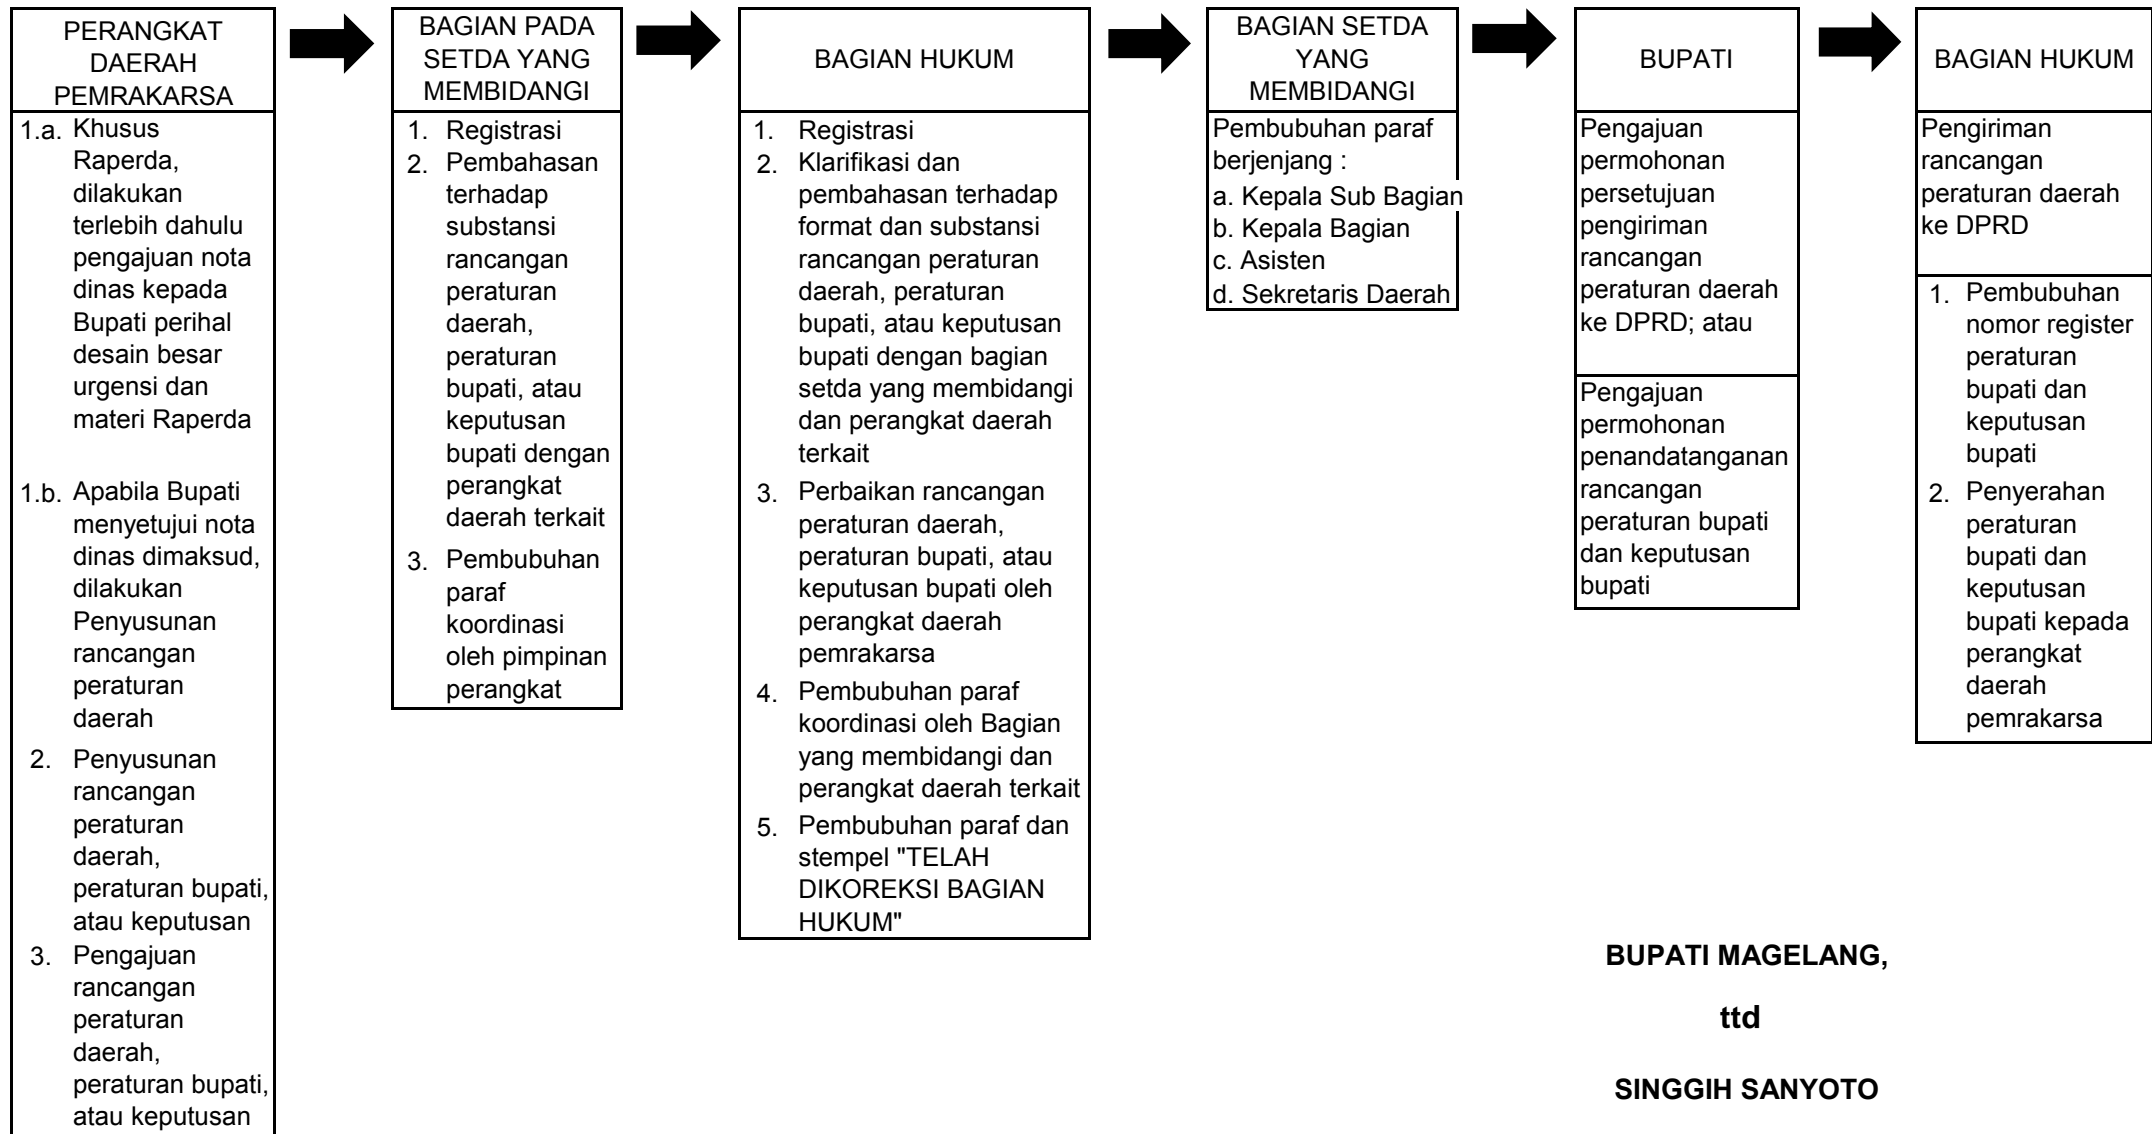 PERANGKAT
DAERAH
PEMRAKARSA
1.a. Khusus
Raperda,
dilakukan
terlebih dahulu
pengajuan nota
dinas kepada
Bupati perihal
desain besar
urgensi dan
materi Raperda
1.b. Apabila Bupati
menyetujui nota
dinas dimaksud,
dilakukan
Penyusunan
rancangan
peraturan
daerah
2. Penyusunan
rancangan
peraturan
daerah,
peraturan bupati,
atau keputusan
3. Pengajuan
rancangan
peraturan
daerah,
peraturan bupati,
atau keputusan
BAGIAN PADA
SETDA YANG
MEMBIDANGI
1. Registrasi
2. Pembahasan
terhadap
substansi
rancangan
peraturan
daerah,
peraturan
bupati, atau
keputusan
bupati dengan
perangkat
daerah terkait
3. Pembubuhan
paraf
koordinasi
oleh pimpinan
perangkat
BAGIAN HUKUM
1. Registrasi
2. Klarifikasi dan
pembahasan terhadap
format dan substansi
rancangan peraturan
daerah, peraturan
bupati, atau keputusan
bupati dengan bagian
setda yang membidangi
dan perangkat daerah
terkait
3. Perbaikan rancangan
peraturan daerah,
peraturan bupati, atau
keputusan bupati oleh
perangkat daerah
pemrakarsa
4. Pembubuhan paraf
koordinasi oleh Bagian
yang membidangi dan
perangkat daerah terkait
5. Pembubuhan paraf dan
stempel "TELAH
DIKOREKSI BAGIAN
HUKUM"
BAGIAN SETDA
YANG
MEMBIDANGI
Pembubuhan paraf
berjenjang :
a. Kepala Sub Bagian
b. Kepala Bagian
c. Asisten
d. Sekretaris Daerah
BUPATI
Pengajuan
permohonan
persetujuan
pengiriman
rancangan
peraturan daerah
ke DPRD; atau
Pengajuan
permohonan
penandatanganan
rancangan
peraturan bupati
dan keputusan
bupati
BAGIAN HUKUM
Pengiriman
rancangan
peraturan daerah
ke DPRD
1. Pembubuhan
nomor register
peraturan
bupati dan
keputusan
bupati
2. Penyerahan
peraturan
bupati dan
keputusan
bupati kepada
perangkat
daerah
pemrakarsa
BUPATI MAGELANG,
ttd
SINGGIH SANYOTO